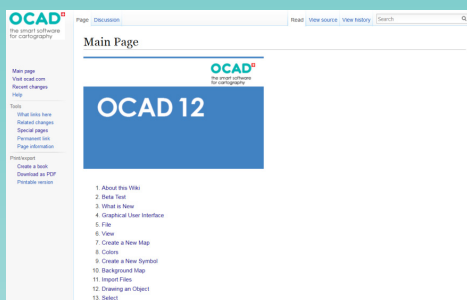 OCAD
the smart software
for cartography
Page Discussion Read View source View history Search
Main Page
Main page
Visit ocad.com
Recent changes
Help
Tools
What links here
Related changes
Special pages
Permanent link
Page information
Print/export
Create a book
Download as PDF
Printable version
OCAD
the smart software
for cartography
OCAD 12
1. About this Wiki
2. Beta Test
3. What is New
4. Graphical User Interface
5. File
6. View
7. Create a New Map
8. Colors
9. Create a New Symbol
10. Background Map
11. Import Files
12. Drawing an Object
13. Select